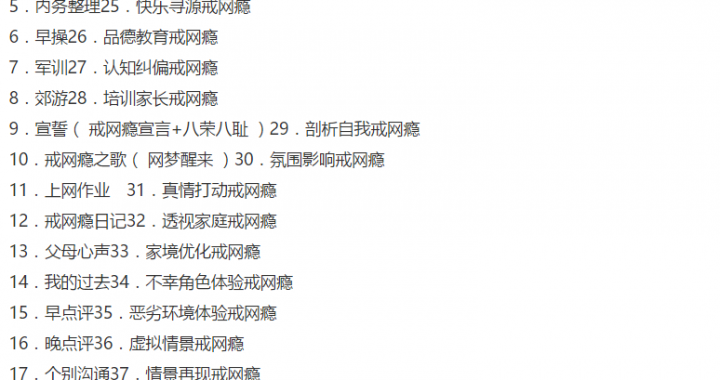 5．内务整理25．快乐寻源戒网瘾
6．早操26．品德教育戒网瘾
7．军训27．认知纠偏戒网瘾
8．郊游28．培训家长戒网瘾
9．宣誓（ 戒网瘾宣言+八荣八耻 ）29．剖析自我戒网瘾
10．戒网瘾之歌（ 网梦醒来 ）30．氛围影响戒网瘾
11．上网作业　31．真情打动戒网瘾
12．戒网瘾日记32．透视家庭戒网瘾
13．父母心声33．家境优化戒网瘾
14．我的过去34．不幸角色体验戒网瘾
15．早点评35．恶劣环境体验戒网瘾
16．晚点评36．虚拟情景戒网瘾
17．个别沟通37．情景再现戒网瘾